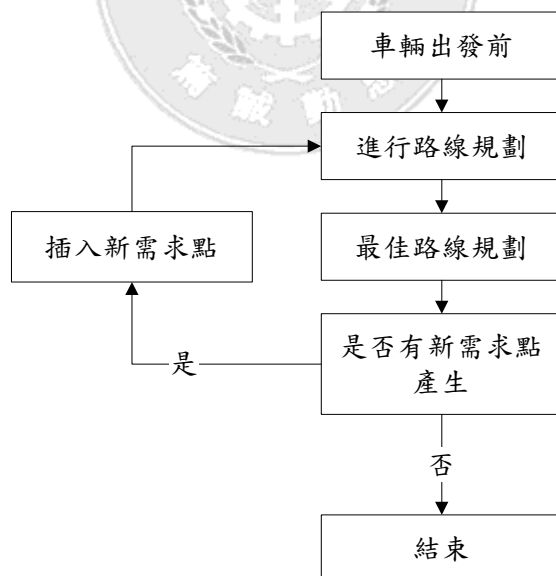 車輛出發前
進行路線規劃
插入新需求點
最佳路線規劃
是否有新需求點
產生
是
否
結束